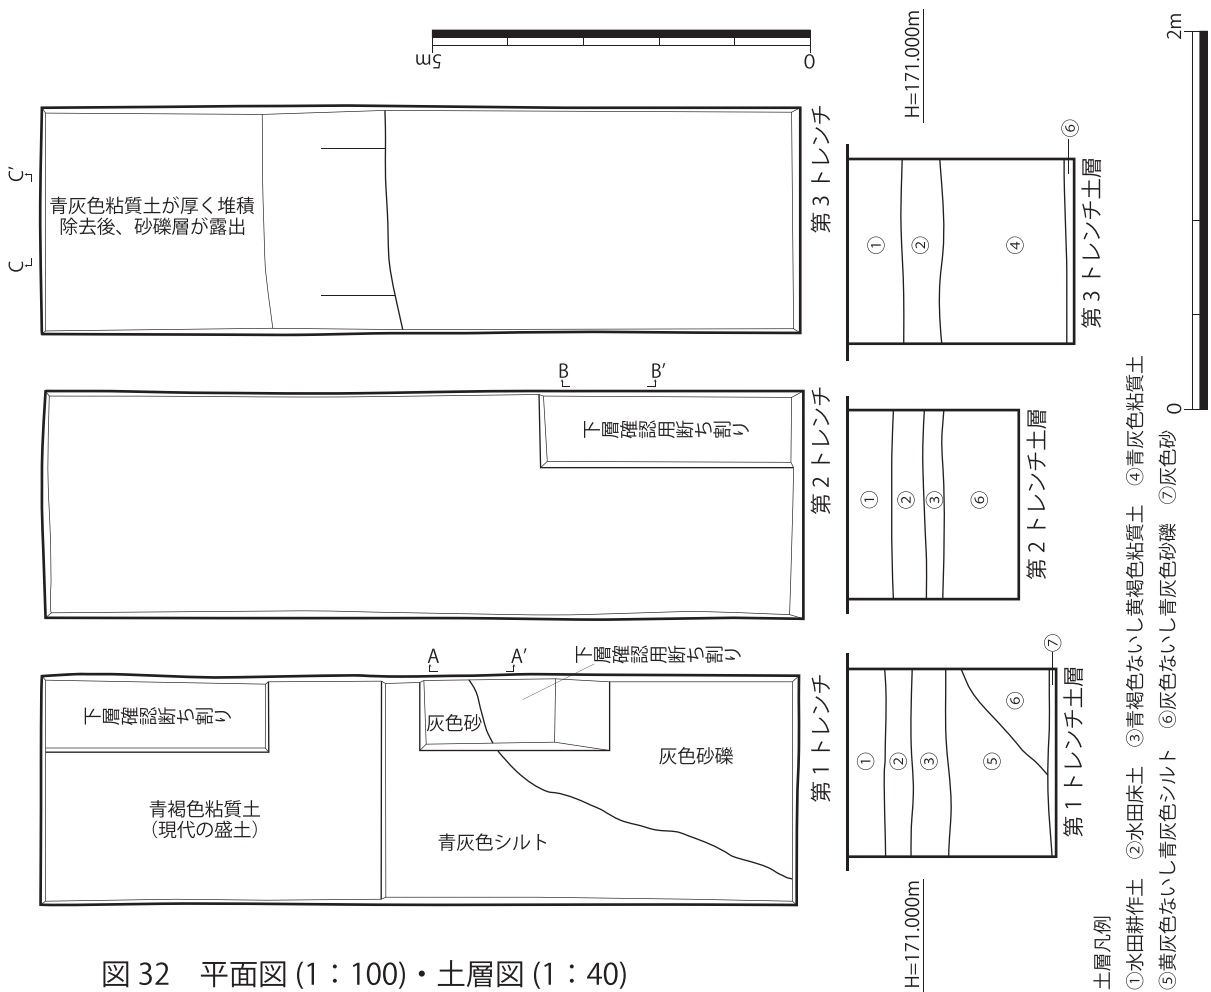 5m
0
H=171.000m
2m
0
C'
C
青灰色粘質土が厚く堆積
除去後、砂礫層が露出
第3トレンチ
①
②
④
⑥
第3トレンチ土層
B
B'
下層確認用断ち割り
第2トレンチ
①
②
③
⑥
第2トレンチ土層
A
A'
下層確認用断ち割り
下層確認断ち割り
灰色砂
灰色砂礫
青褐色粘質土
(現代の盛土)
青灰色シルト
第1トレンチ
①
②
③
⑤
⑥
⑦
第1トレンチ土層
H=171.000m
土層凡例
①水田耕作土 ②水田床土 ③青褐色ないし黄褐色粘質土 ④青灰色粘質土
⑤黄灰色ないし青灰色シルト ⑥灰色ないし青灰色砂礫 ⑦灰色砂
図 32 平面図 (1：100)・土層図 (1：40)